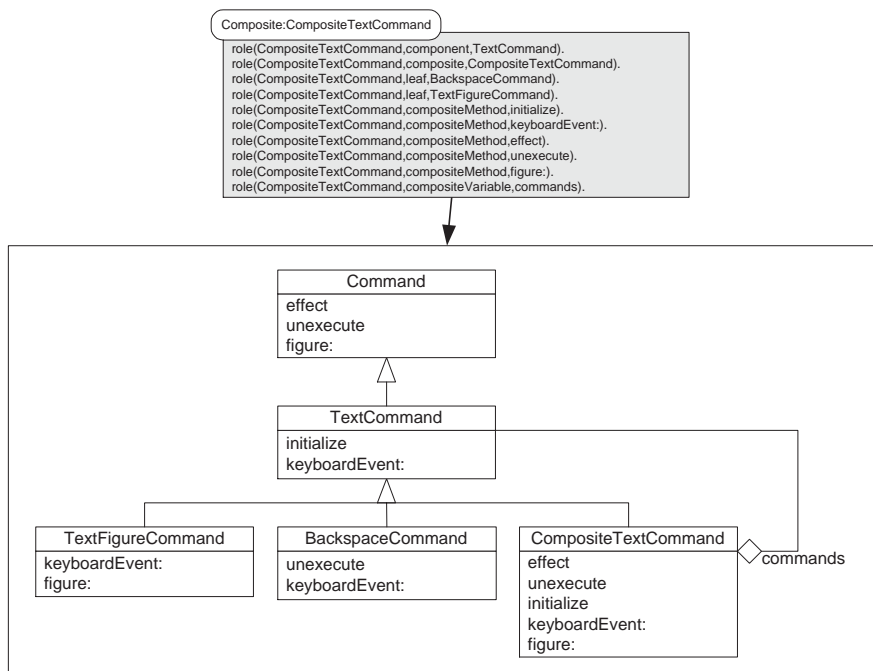 Composite:CompositeTextCommand
role(CompositeTextCommand,component,TextCommand).
role(CompositeTextCommand,composite,CompositeTextCommand).
role(CompositeTextCommand,leaf,BackspaceCommand).
role(CompositeTextCommand,leaf,TextFigureCommand).
role(CompositeTextCommand,compositeMethod,initialize).
role(CompositeTextCommand,compositeMethod,keyboardEvent:).
role(CompositeTextCommand,compositeMethod,effect).
role(CompositeTextCommand,compositeMethod,unexecute).
role(CompositeTextCommand,compositeMethod,figure:).
role(CompositeTextCommand,compositeVariable,commands).
Command
effect
unexecute
figure:
TextCommand
initialize
keyboardEvent:
TextFigureCommand
keyboardEvent:
figure:
BackspaceCommand
unexecute
keyboardEvent:
CompositeTextCommand
effect
unexecute
initialize
keyboardEvent:
figure:
commands